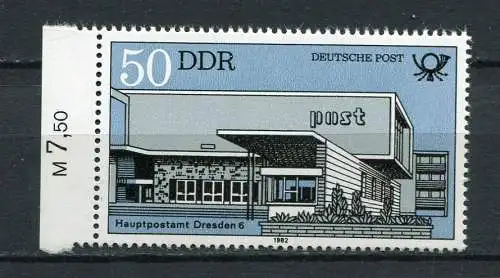 50 DDR
DEUTSCHE POST
post
M 7,50
Hauptpostamt Dresden 6
1982